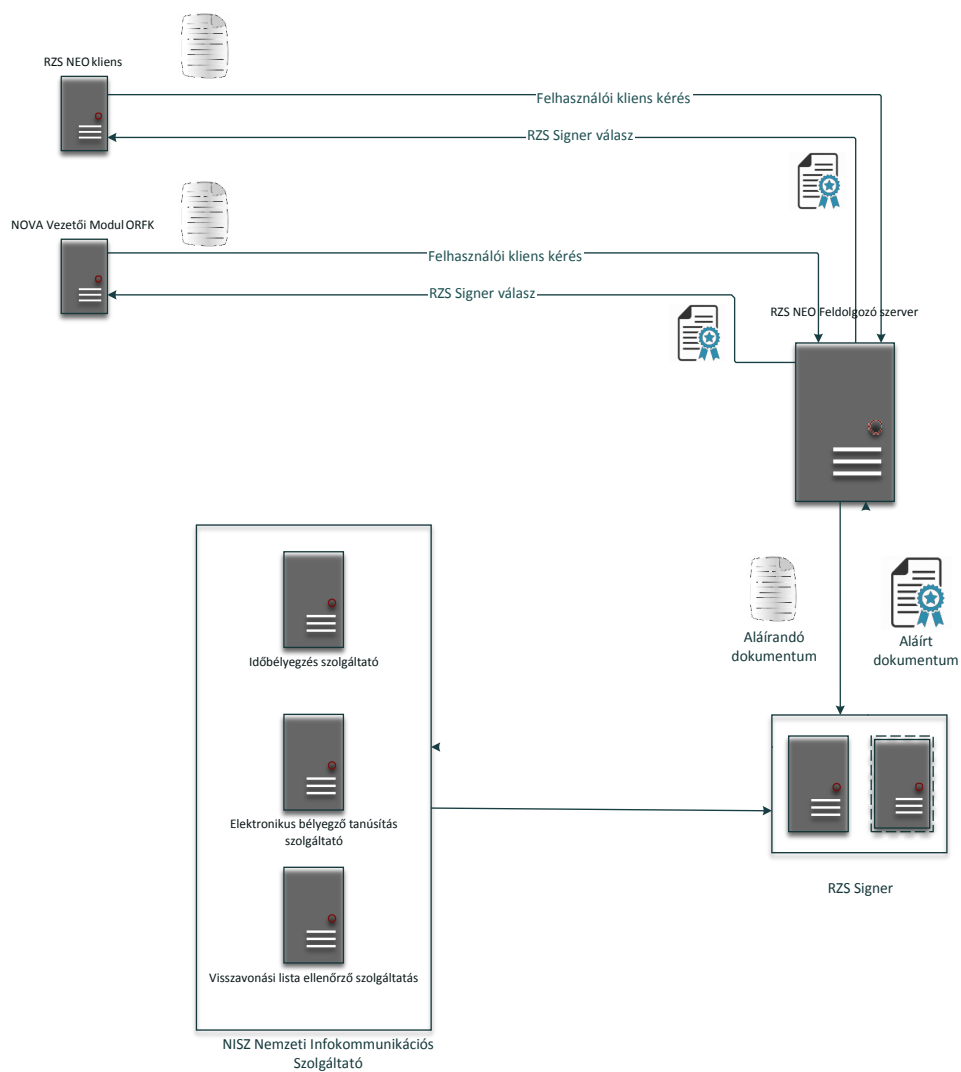 RZS NEO kliens
Felhasználói kliens kérés
RZS Signer válasz
NOVA Vezetői Modul ORFK
Felhasználói kliens kérés
RZS Signer válasz
RZS NEO Feldolgozó szerver
Aláírandó
dokumentum
Aláírt
dokumentum
Időbélyegzés szolgáltató
Elektronikus bélyegző tanúsítás
szolgáltató
RZS Signer
Visszavonási lista ellenőrző szolgáltatás
NISZ Nemzeti Infokommunikációs
Szolgáltató